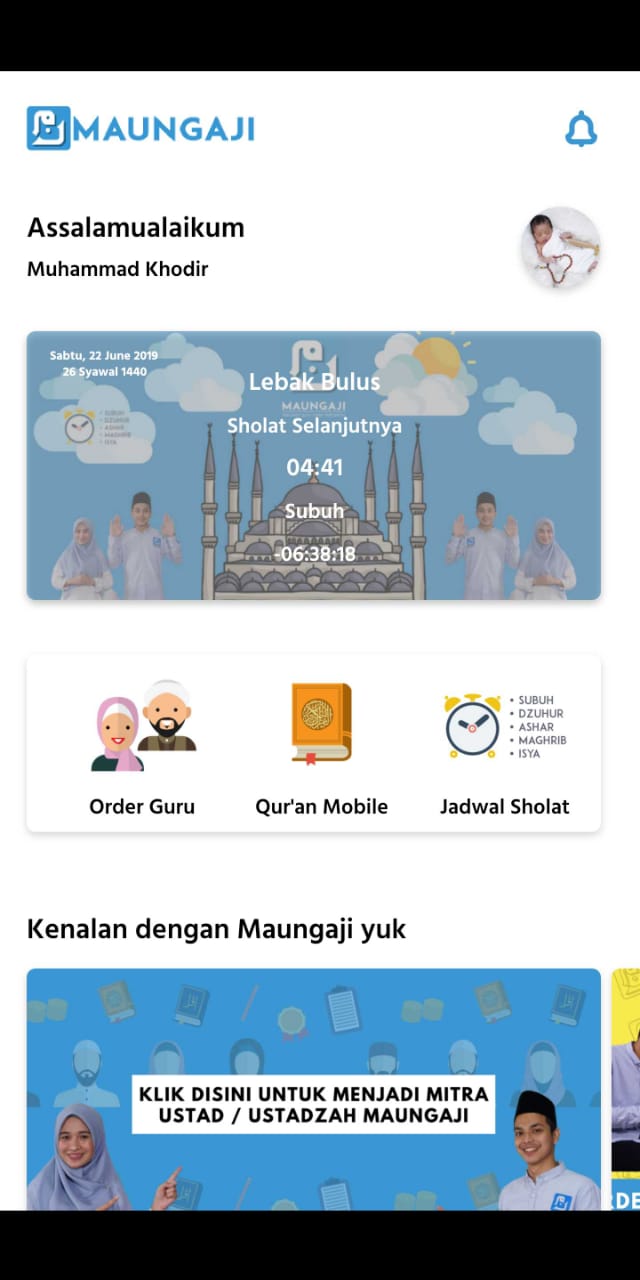 MAUNGAJI
Assalamualaikum
Muhammad Khodir
Sabtu, 22 June 2019
26 Syawal 1440
Lebak Bulus
MAUNGAJI
Sholat Selanjutnya
04:41
Subuh
-06:38:18
• SUBUH
• DZUHUR
• ASHAR
• MAGHRIB
• ISYA
• SUBUH
• DZUHUR
• ASHAR
• MAGHRIB
• ISYA
Order Guru
Qur'an Mobile
Jadwal Sholat
Kenalan dengan Maungaji yuk
KLIK DISINI UNTUK MENJADI MITRA
USTAD / USTADZAH MAUNGAJI